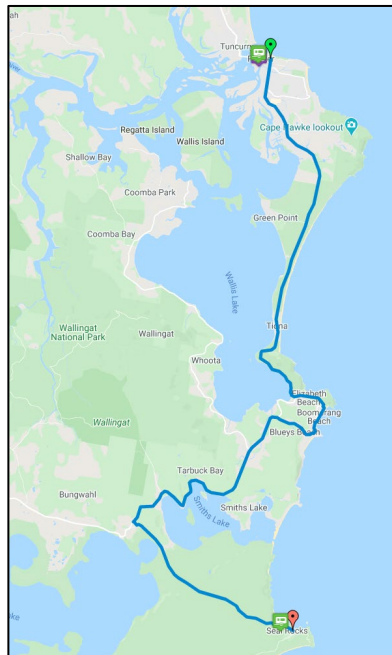 Tuncurry
Cape Hawke lookout
Regatta Island
Wallis Island
Shallow Bay
Coomba Park
Green Point
Coomba Bay
Wallis Lake
Tiona
Wallingat
National Park
Wallingat
Whoota
Elizabeth
Beach
Boomerang
Beach
Wallingat
Blueys Beach
Tarbuck Bay
Bungwahl
Smiths Lake
Smiths Lake
Seal Rocks